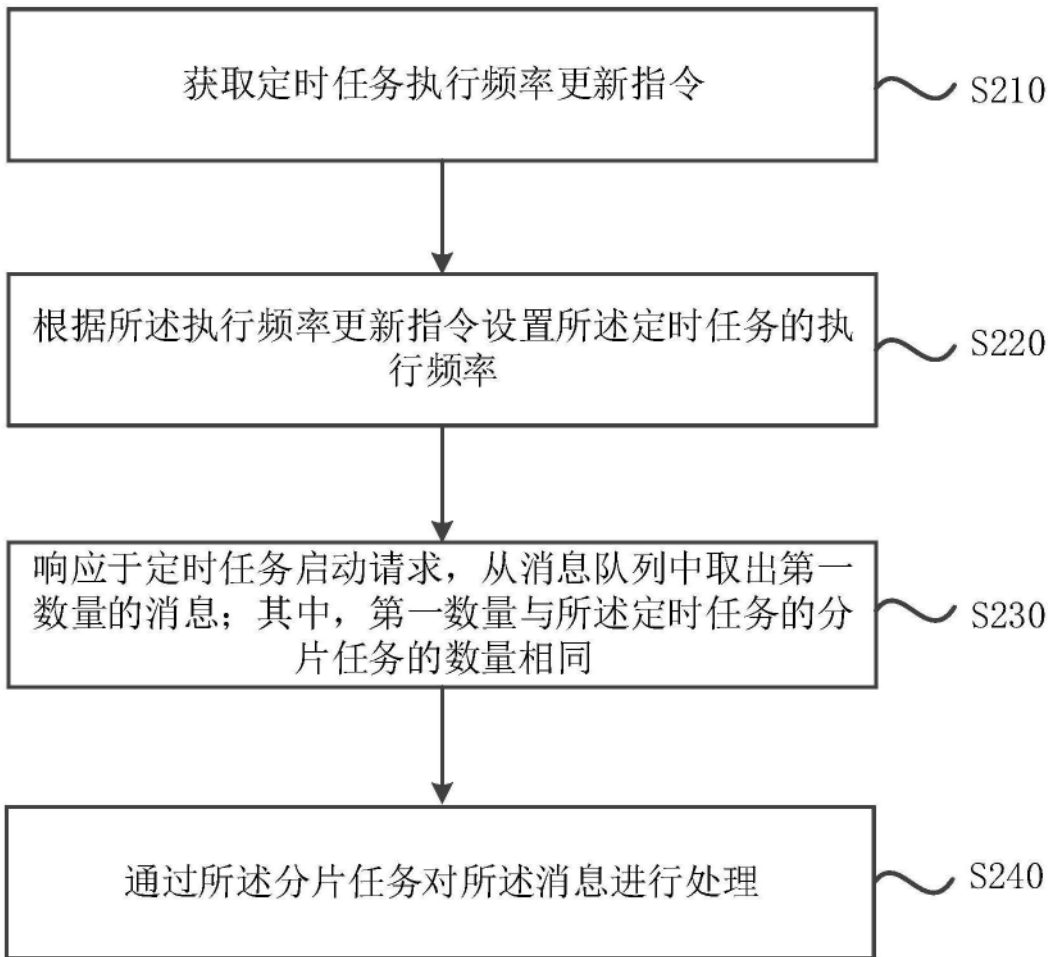 获取定时任务执行频率更新指令
S210
根据所述执行频率更新指令设置所述定时任务的执
行频率
S220
响应于定时任务启动请求，从消息队列中取出第一
数量的消息；其中，第一数量与所述定时任务的分
片任务的数量相同
S230
通过所述分片任务对所述消息进行处理
S240